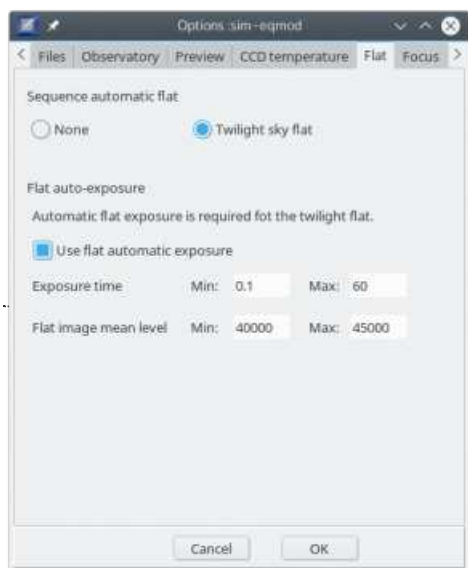 Options :sim-eqmod
Files Observatory Preview CCD temperature Flat Focus
Sequence automatic flat
None Twilight sky flat
Flat auto-exposure
Automatic flat exposure is required fot the twilight flat.
Use flat automatic exposure
Exposure time Min: 0.1 Max: 60
Flat image mean level Min: 40000 Max: 45000
Cancel OK